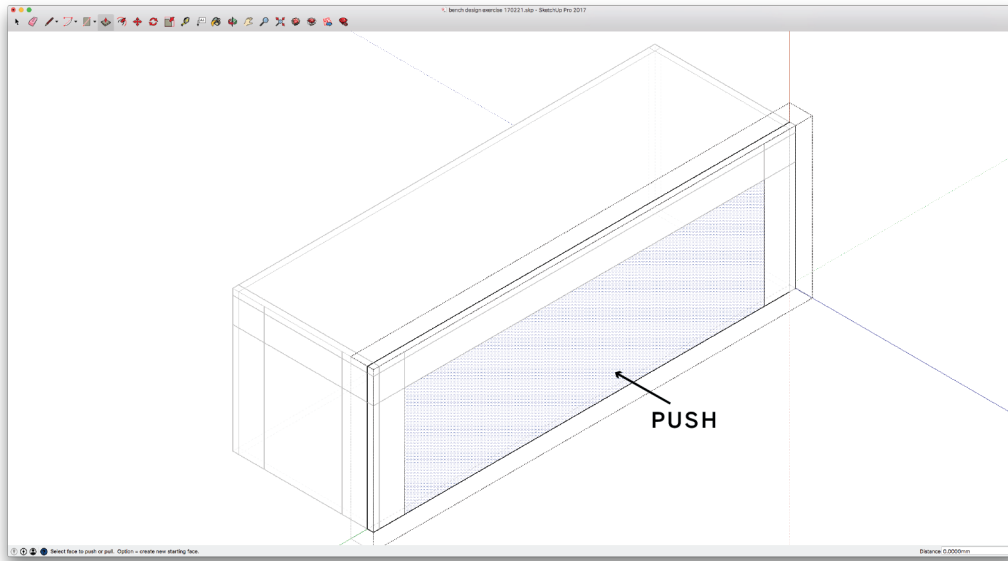 bench design exercise 170221.skp - SketchUp Pro 2017
PUSH
Select face to push or pull. Option = create new starting face.
Distance 0.0000mm